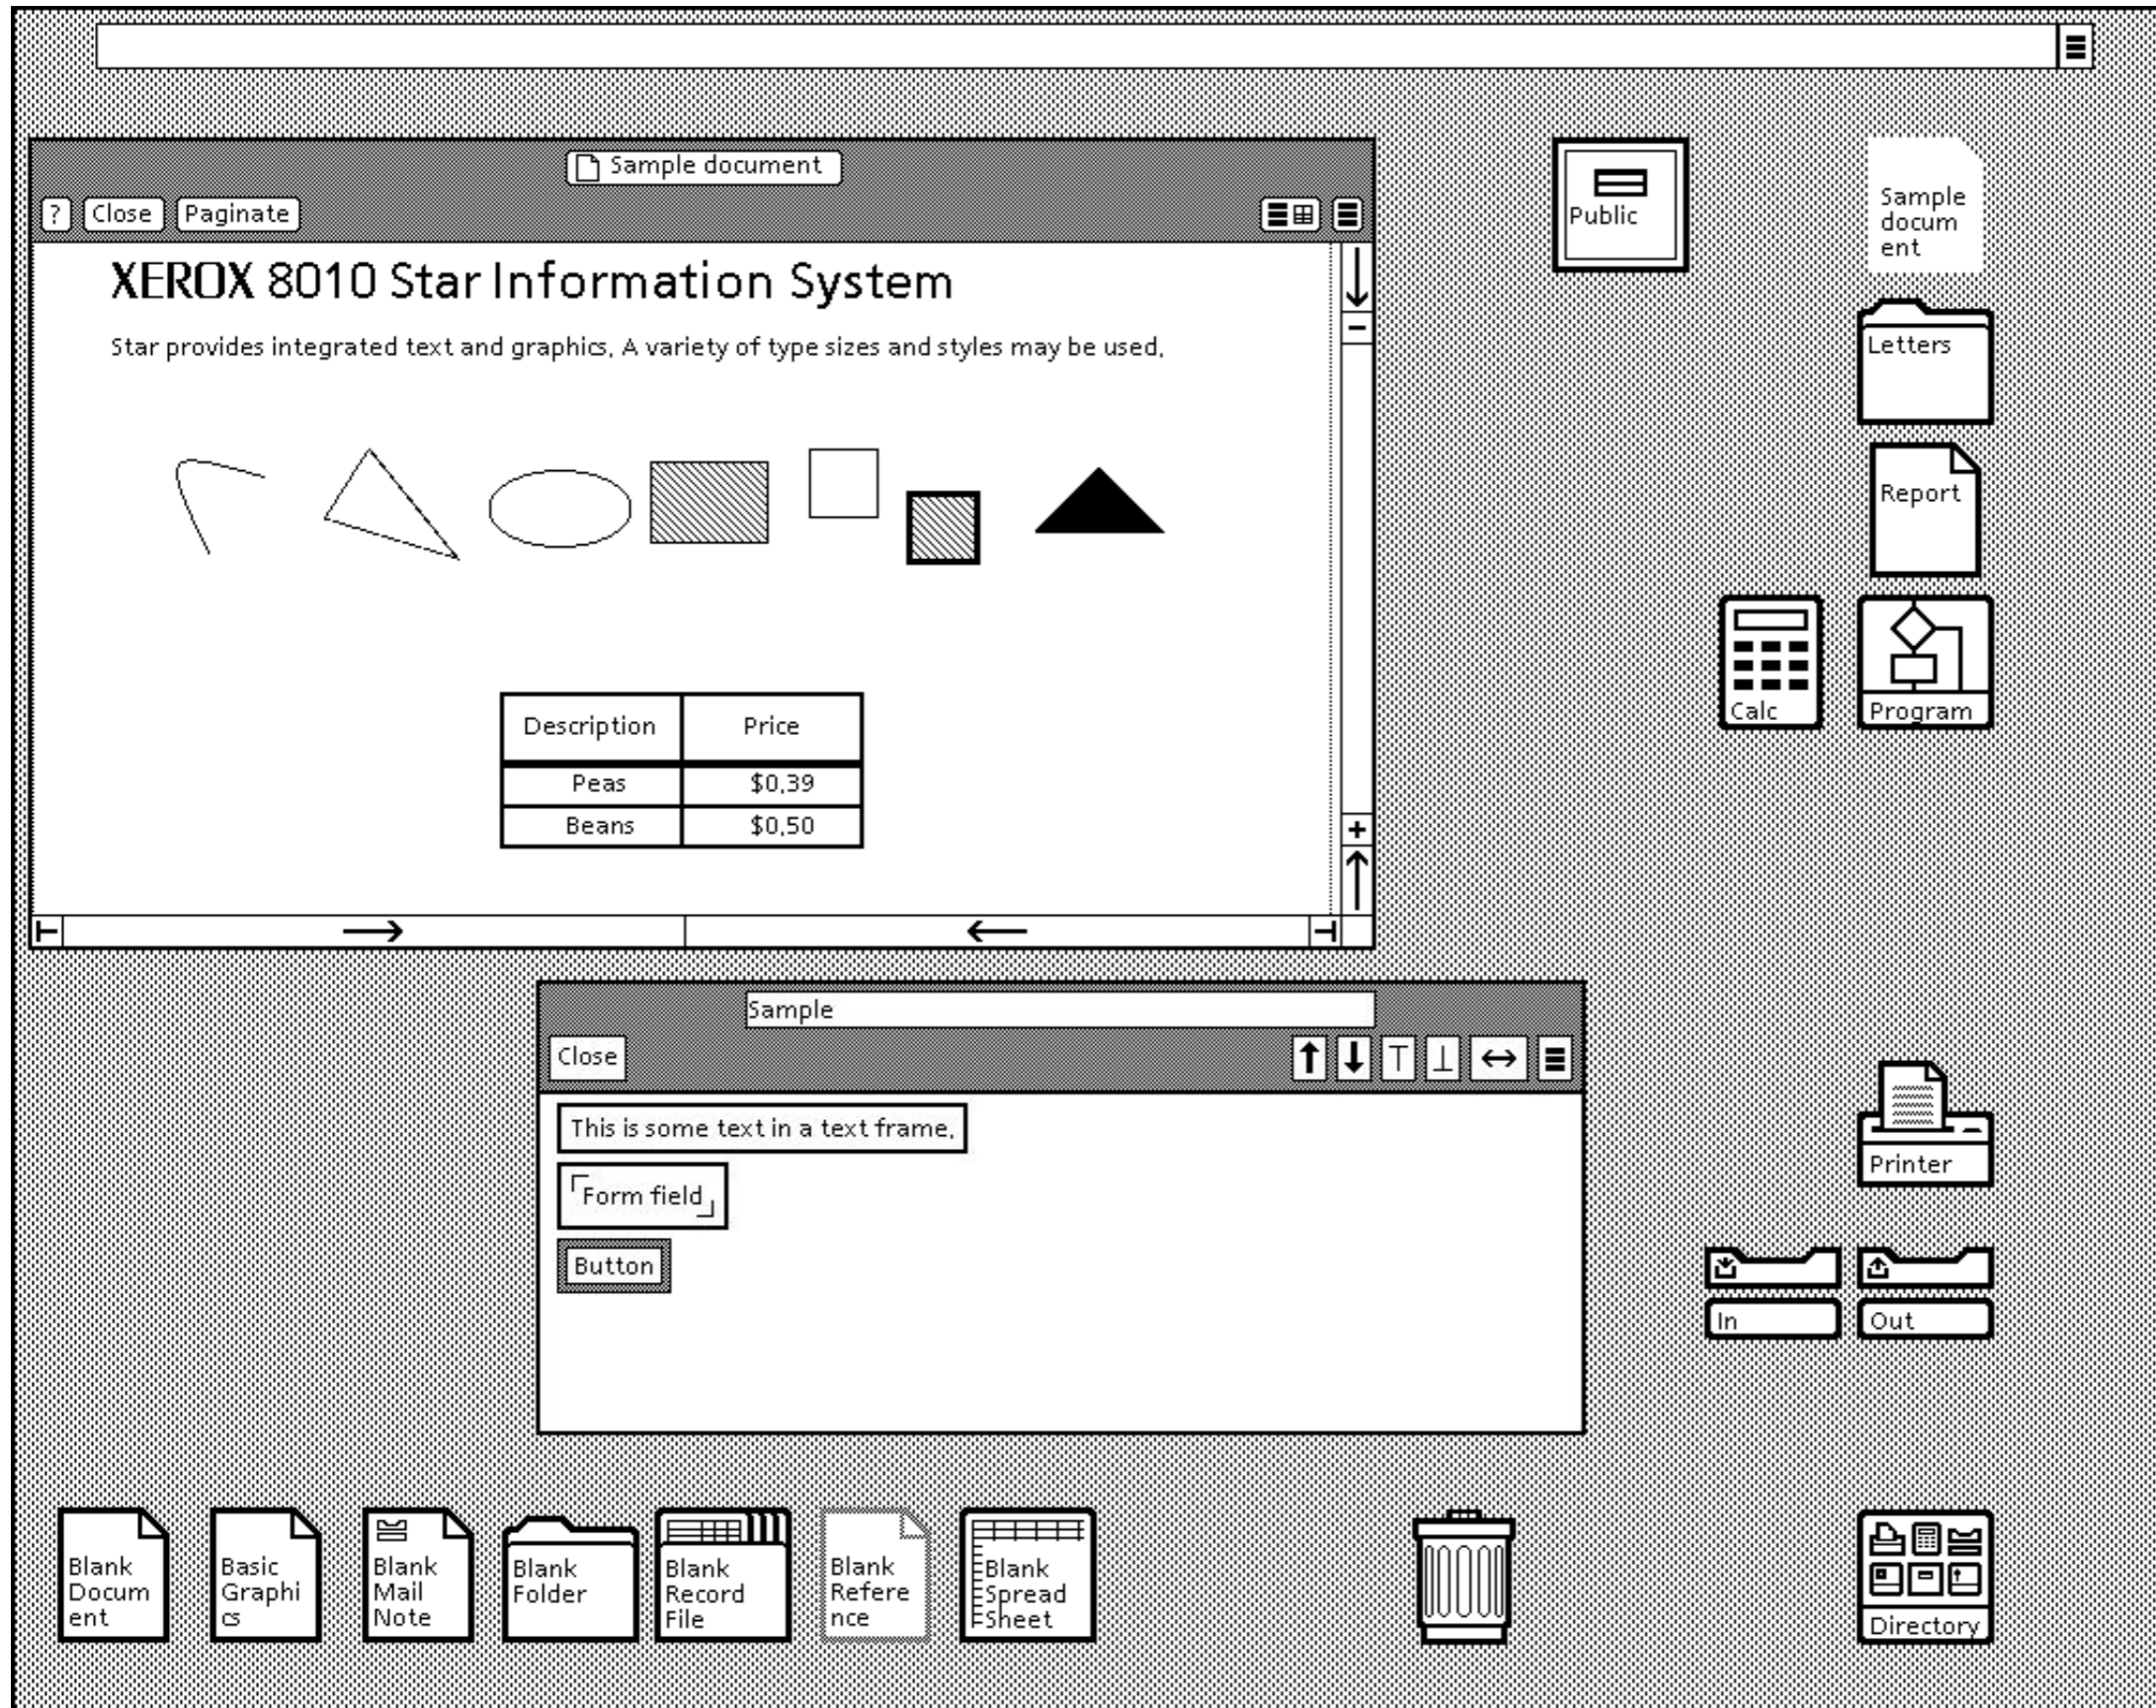 Sample document
? Close Paginate
XEROX 8010 Star Information System
Star provides integrated text and graphics. A variety of type sizes and styles may be used.
Description Price
Peas $0.39
Beans $0.50
Public
Sample
docum
ent
Letters
Report
Calc
Program
Sample
Close
This is some text in a text frame.
Form field
Button
Printer
In
Out
Blank
Docum
ent
Basic
Graphi
cs
Blank
Mail
Note
Blank
Folder
Blank
Record
File
Blank
Refere
nce
Blank
Spread
Sheet
Directory